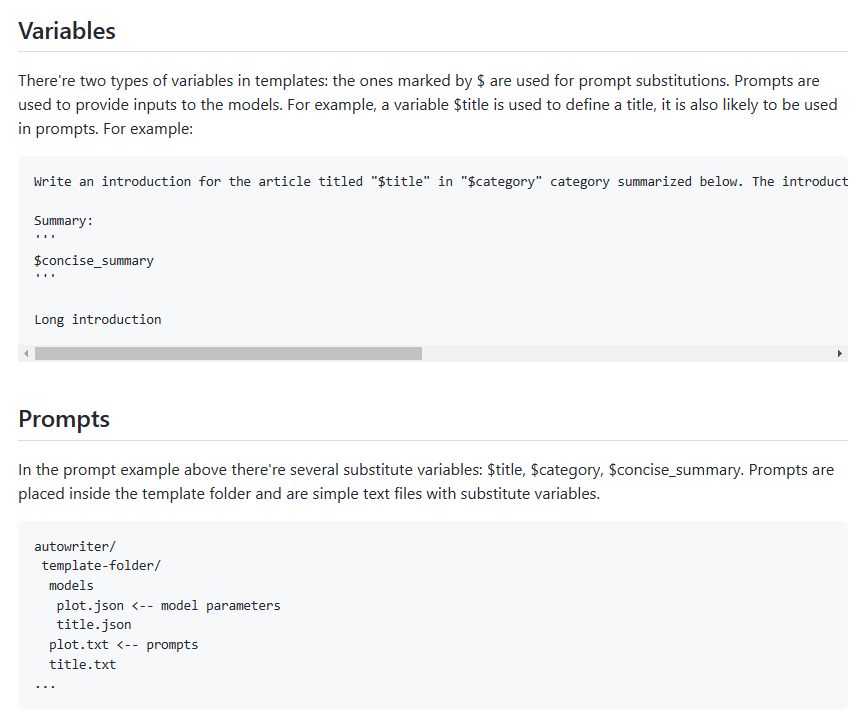 Variables
There're two types of variables in templates: the ones marked by $ are used for prompt substitutions. Prompts are
used to provide inputs to the models. For example, a variable $title is used to define a title, it is also likely to be used
in prompts. For example:
Write an introduction for the article titled "$title" in "$category" category summarized below. The introduct
Summary:
'''
$concise_summary
'''
Long introduction
Prompts
In the prompt example above there're several substitute variables: $title, $category, $concise_summary. Prompts are
placed inside the template folder and are simple text files with substitute variables.
autowriter/
 template-folder/
  models
   plot.json <-- model parameters
   title.json
  plot.txt <-- prompts
  title.txt
...